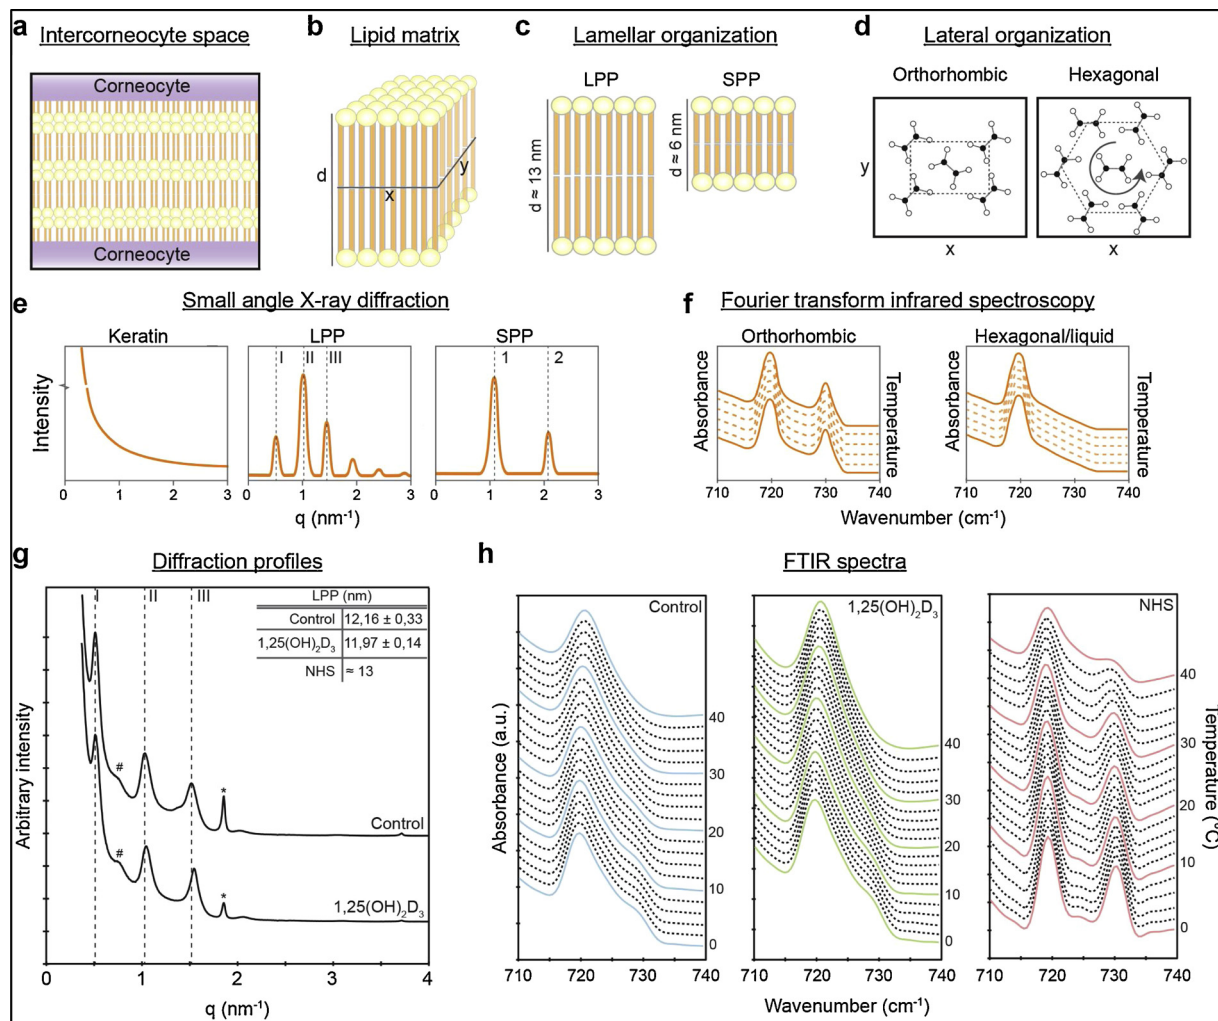 a Intercorneocyte space
Corneocyte
Corneocyte
b Lipid matrix
d
x
y
c Lamellar organization
LPP
SPP
d ≈ 13 nm
d ≈ 6 nm
d Lateral organization
Orthorhombic
Hexagonal
y
x
x
e Small angle X-ray diffraction
Keratin
LPP
SPP
I II III
1 2
Intensity
0 1 2 3
0 1 2 3
0 1 2 3
q (nm-1)
f Fourier transform infrared spectroscopy
Orthorhombic
Hexagonal/liquid
Absorbance
Temperature
Absorbance
Temperature
710 720 730 740
710 720 730 740
Wavenumber (cm-1)
g Diffraction profiles
I II III
LPP (nm)
Control 12,16 ± 0,33
1,25(OH)2D3 11,97 ± 0,14
NHS ≈ 13
Arbitrary intensity
#
*
Control
#
*
1,25(OH)2D3
0 1 2 3 4
q (nm-1)
h FTIR spectra
Control
1,25(OH)2D3
NHS
Absorbance (a.u.)
40
30
20
10
0
40
30
20
10
0
40
30
20
10
0
Temperature (°C)
710 720 730 740
710 720 730 740
710 720 730 740
Wavenumber (cm-1)